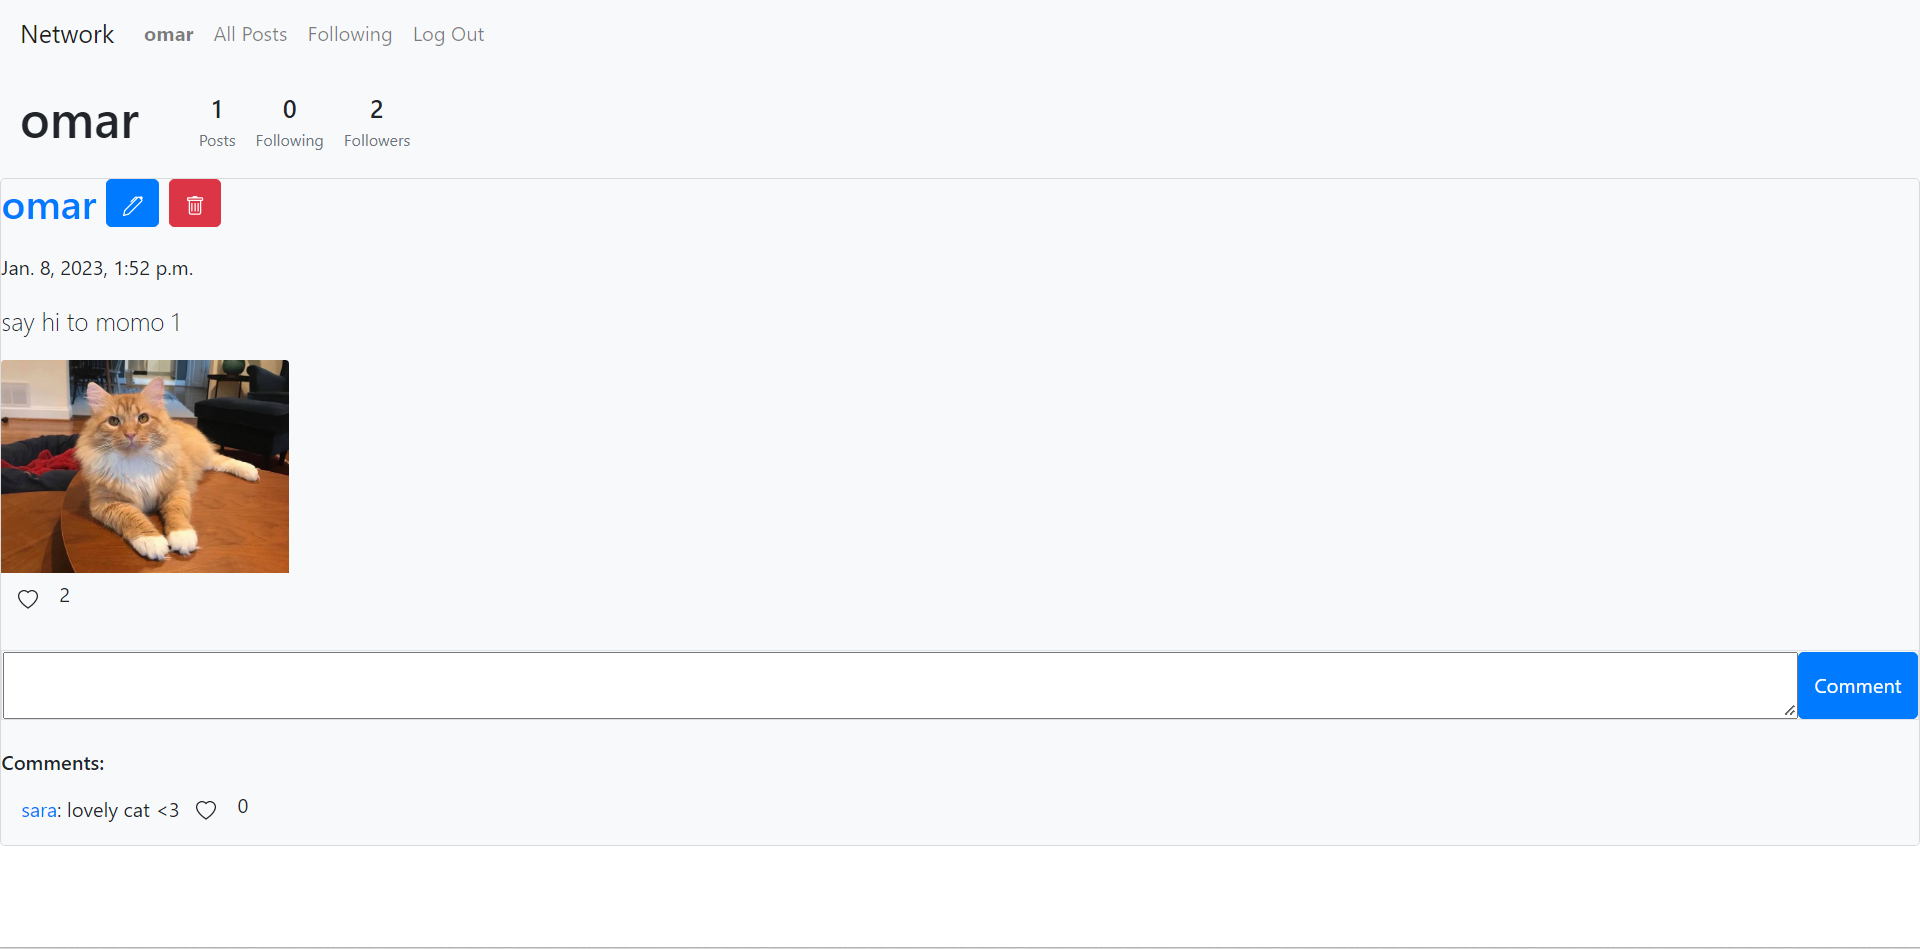 Network omar All Posts Following Log Out
omar
1 0 2
Posts Following Followers
omar
Jan. 8, 2023, 1:52 p.m.
say hi to momo 1
2
Comment
Comments:
sara: lovely cat <3 0